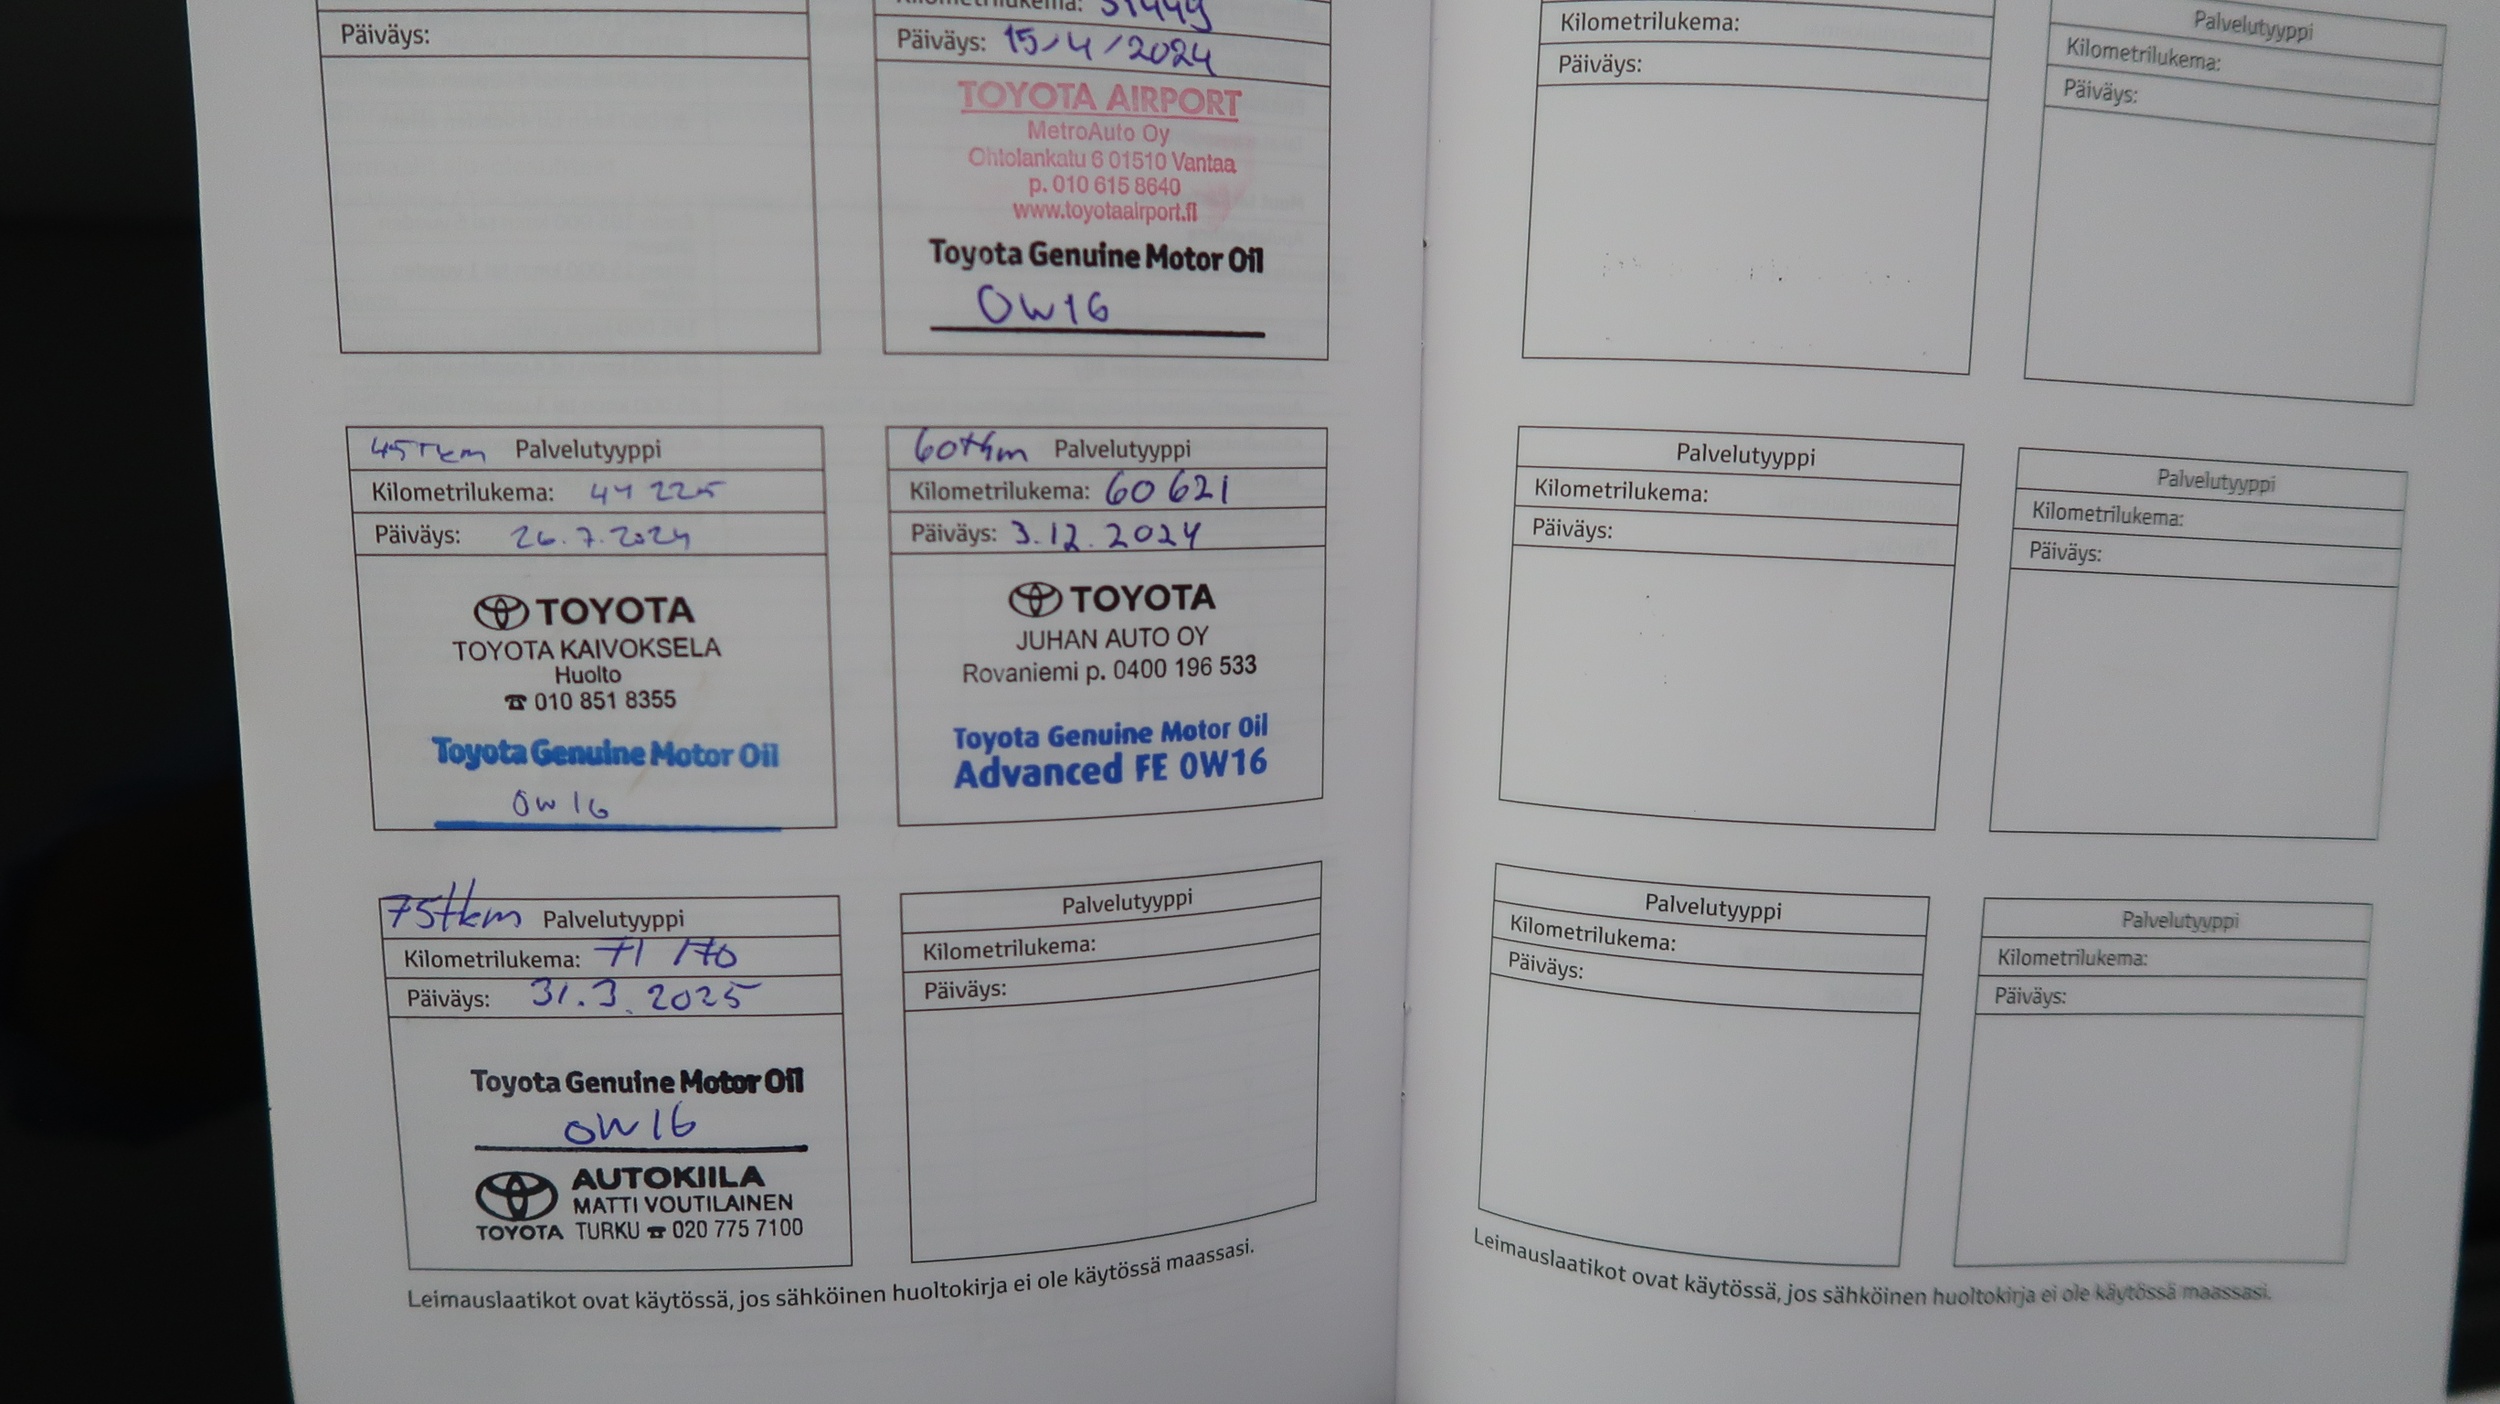 Päiväys:
Kilometrilukema: 31449
Päiväys: 15/4/2024
TOYOTA AIRPORT
MetroAuto Oy
Ohtolankatu 6 01510 Vantaa
p. 010 615 8640
www.toyotaairport.fi
Toyota Genuine Motor Oil
0W16
45Tkm Palvelutyyppi
Kilometrilukema: 44 225
Päiväys: 26.7.2024
TOYOTA
TOYOTA KAIVOKSELA
Huolto
☎ 010 851 8355
Toyota Genuine Motor Oil
0W16
60tkm Palvelutyyppi
Kilometrilukema: 60 621
Päiväys: 3.12.2024
TOYOTA
JUHAN AUTO OY
Rovaniemi p. 0400 196 533
Toyota Genuine Motor Oil
Advanced FE 0W16
75tkm Palvelutyyppi
Kilometrilukema: 71 170
Päiväys: 31.3.2025
Toyota Genuine Motor Oil
0W16
AUTOKIILA
MATTI VOUTILAINEN
TOYOTA TURKU ☎ 020 775 7100
Palvelutyyppi
Kilometrilukema:
Päiväys:
Leimauslaatikot ovat käytössä, jos sähköinen huoltokirja ei ole käytössä maassasi.
Kilometrilukema:
Päiväys:
Palvelutyyppi
Kilometrilukema:
Päiväys:
Palvelutyyppi
Kilometrilukema:
Päiväys:
Palvelutyyppi
Kilometrilukema:
Päiväys:
Palvelutyyppi
Kilometrilukema:
Päiväys:
Palvelutyyppi
Kilometrilukema:
Päiväys:
Leimauslaatikot ovat käytössä, jos sähköinen huoltokirja ei ole käytössä maassasi.